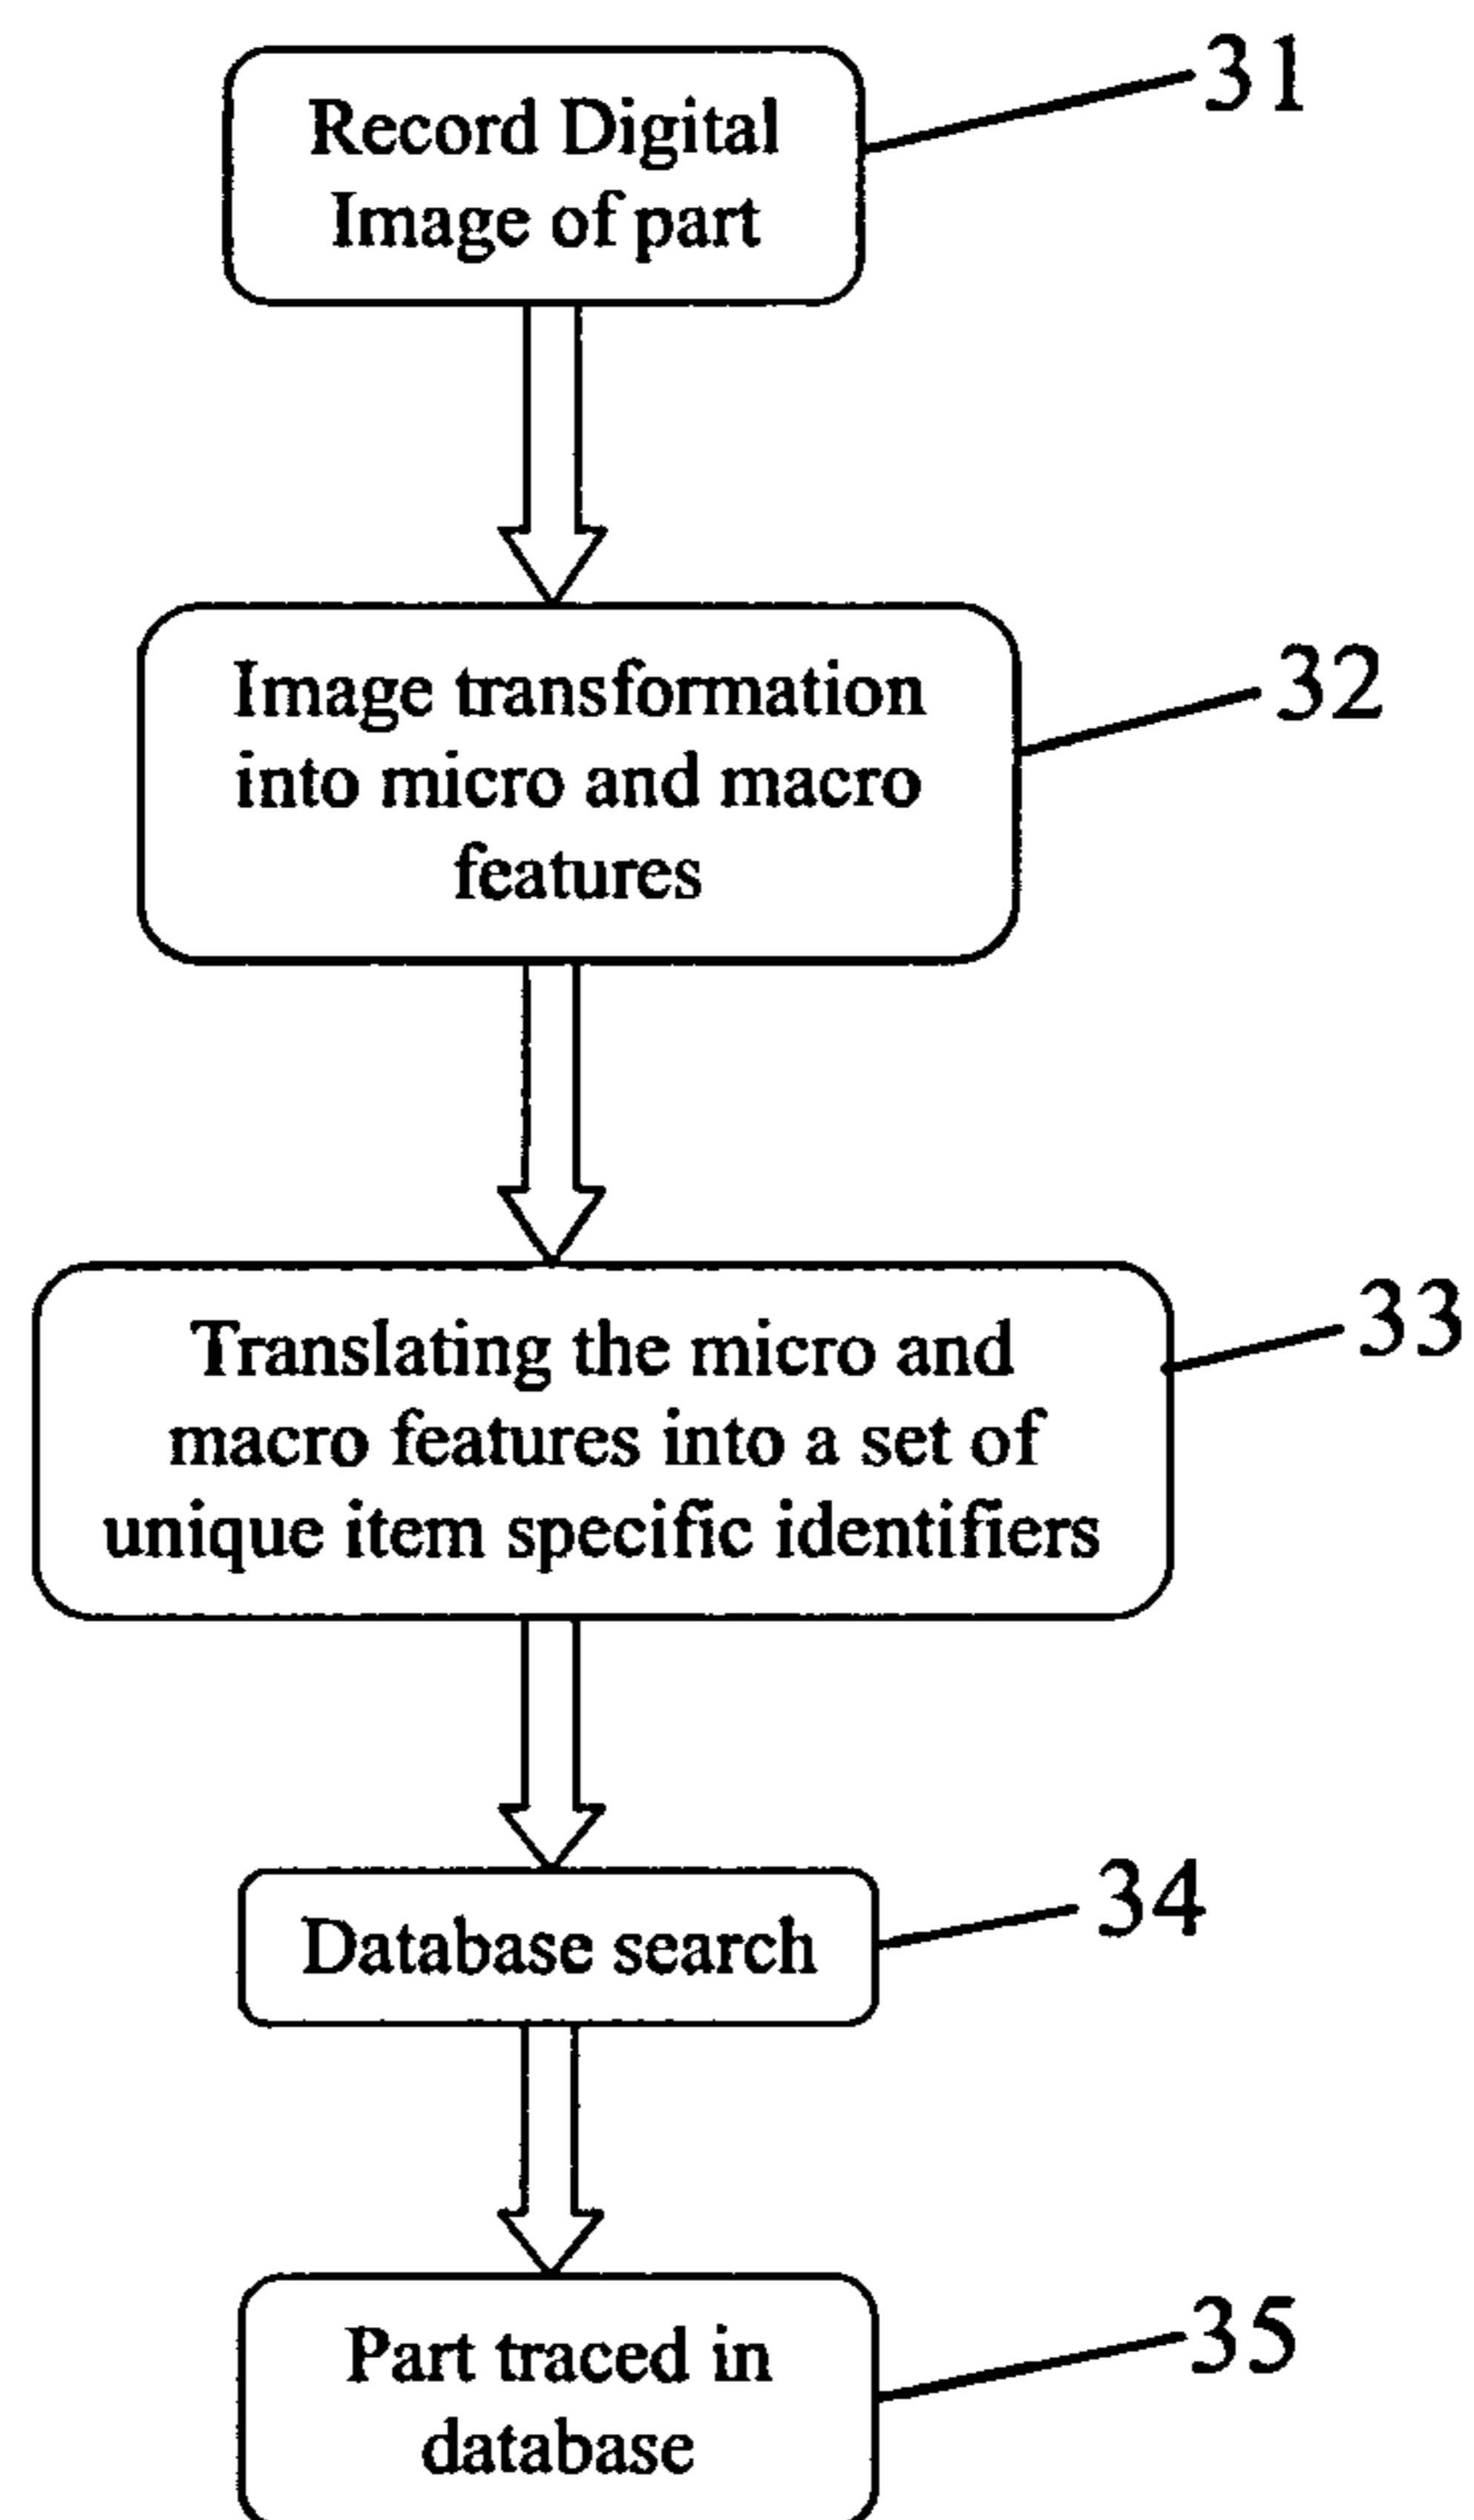 Record Digital
Image of part
31
Image transformation
into micro and macro
features
32
Translating the micro and
macro features into a set of
unique item specific identifiers
33
Database search
34
Part traced in
database
35